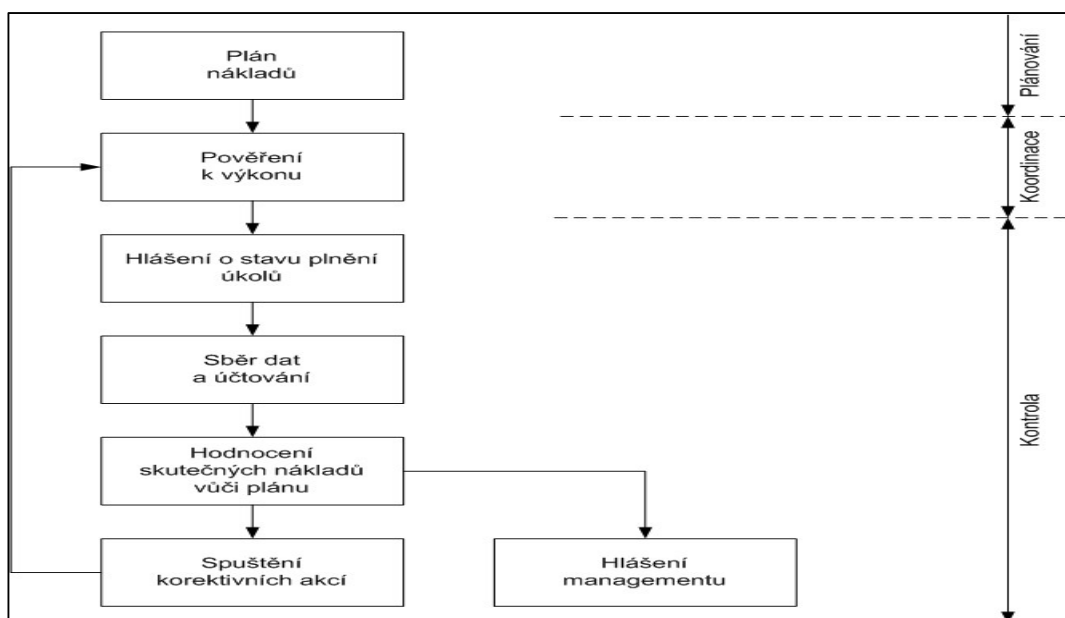 Plán
nákladů
Pověření
k výkonu
Hlášení o stavu plnění
úkolů
Sběr dat
a účtování
Hodnocení
skutečných nákladů
vůči plánu
Spuštění
korektivních akcí
Hlášení
managementu
Plánování
Koordinace
Kontrola